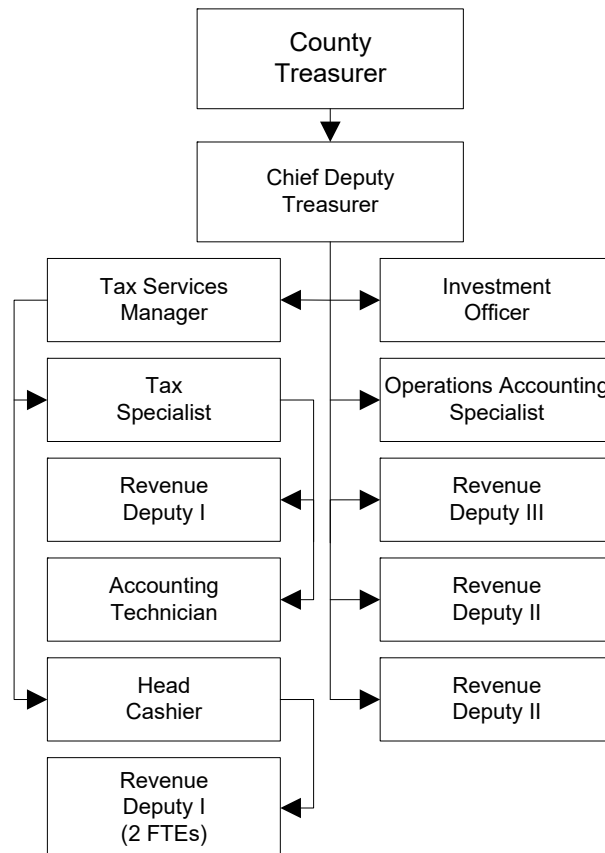 County
Treasurer
Chief Deputy
Treasurer
Tax Services
Manager
Investment
Officer
Tax
Specialist
Operations Accounting
Specialist
Revenue
Deputy I
Revenue
Deputy III
Accounting
Technician
Revenue
Deputy II
Head
Cashier
Revenue
Deputy II
Revenue
Deputy I
(2 FTEs)